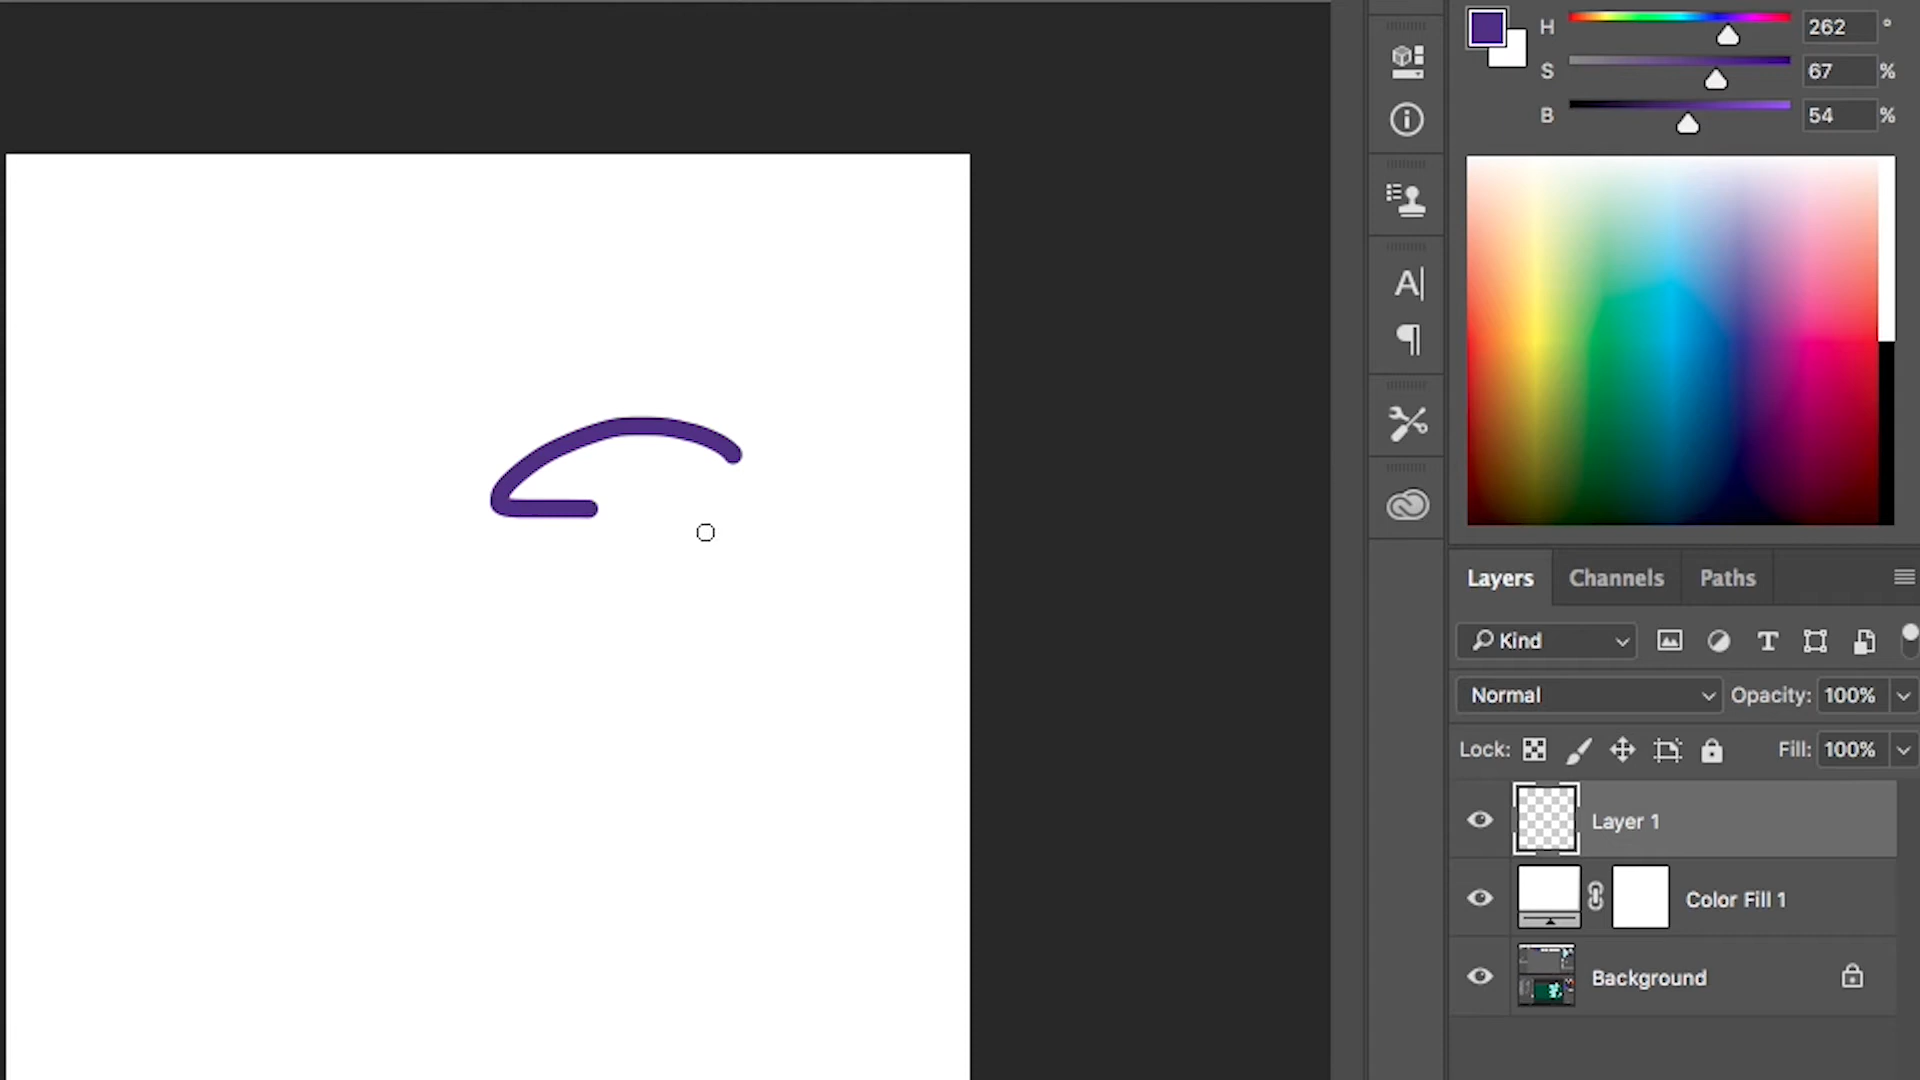 H 262 °
S 67 %
B 54 %
A
¶
Layers Channels Paths
Kind T
Normal Opacity: 100%
Lock: Fill: 100%
Layer 1
Color Fill 1
Background